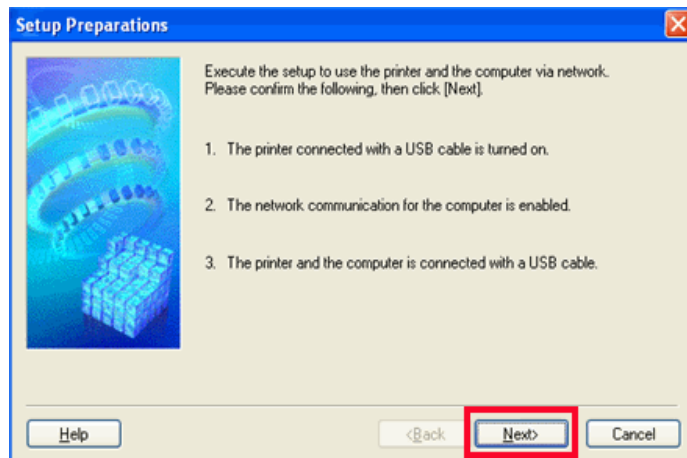 Setup Preparations
Execute the setup to use the printer and the computer via network.
Please confirm the following, then click [Next].
1. The printer connected with a USB cable is turned on.
2. The network communication for the computer is enabled.
3. The printer and the computer is connected with a USB cable.
Help <Back Next> Cancel